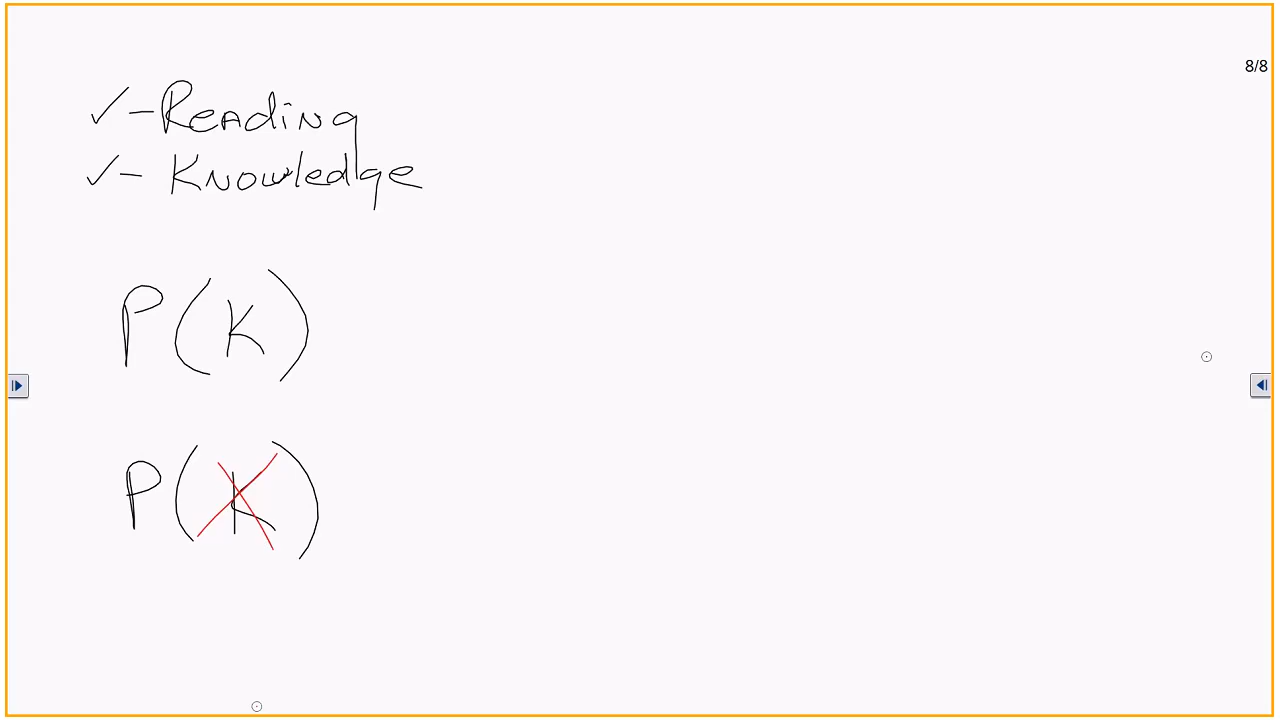 8/8
✓ - Reading
✓ - Knowledge
P(K)
P(K)